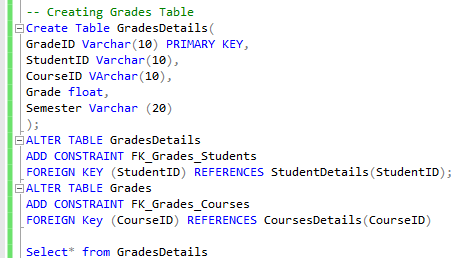 -- Creating Grades Table
Create TAble GradesDetails(
GradeID Varchar(10) PRIMARY KEY,
StudentID Varchar(10),
CourseID VARchar(10),
Grade float,
Semester Varchar (20)
);
ALTER TABLE GradesDetails
ADD CONSTRAINT FK_Grades_Students
FOREIGN KEY (StudentID) REFERENCES StudentDetails(StudentID);
ALTER TABLE Grades
ADD CONSTRAINT FK_Grades_Courses
FOREIGN Key (CourseID) REFERENCES CoursesDetails(CourseID)
Select* from GradesDetails